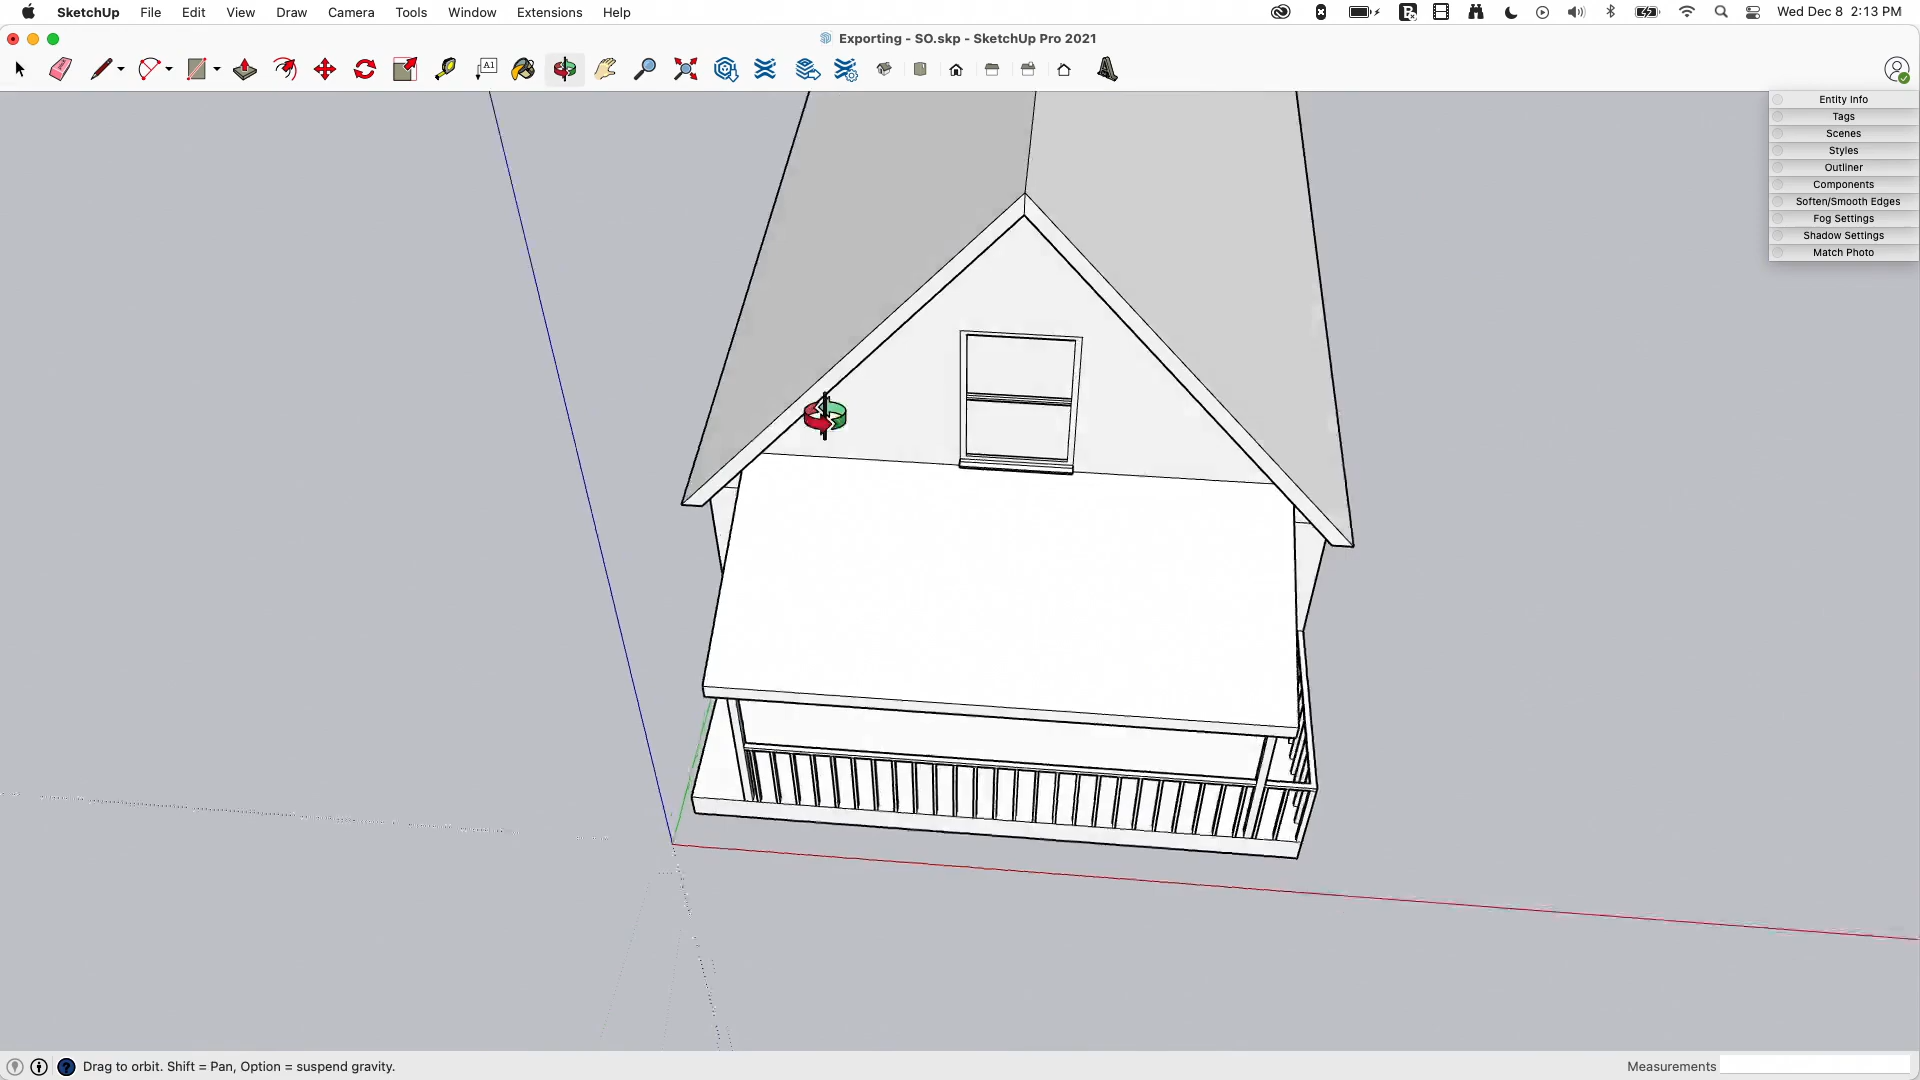 SketchUp File Edit View Draw Camera Tools Window Extensions Help Wed Dec 8 2:13 PM
Exporting - SO.skp - SketchUp Pro 2021
A1
Entity Info
Tags
Scenes
Styles
Outliner
Components
Soften/Smooth Edges
Fog Settings
Shadow Settings
Match Photo
Drag to orbit. Shift = Pan, Option = suspend gravity. Measurements